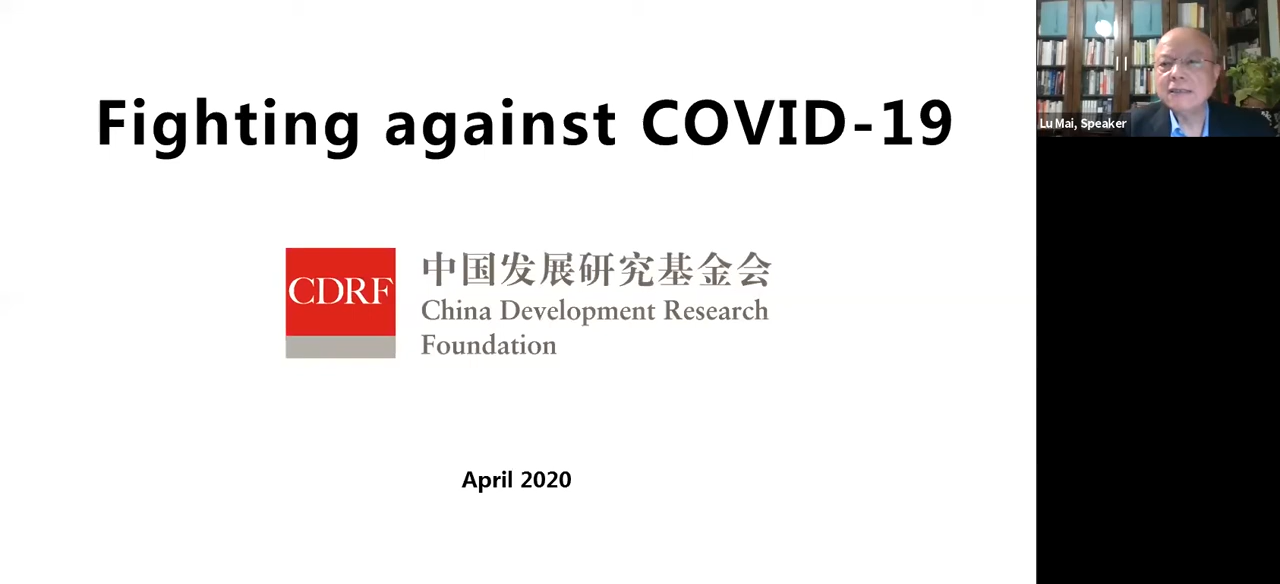 Fighting against COVID-19
CDRF
中国发展研究基金会
China Development Research
Foundation
April 2020
Lu Mai, Speaker